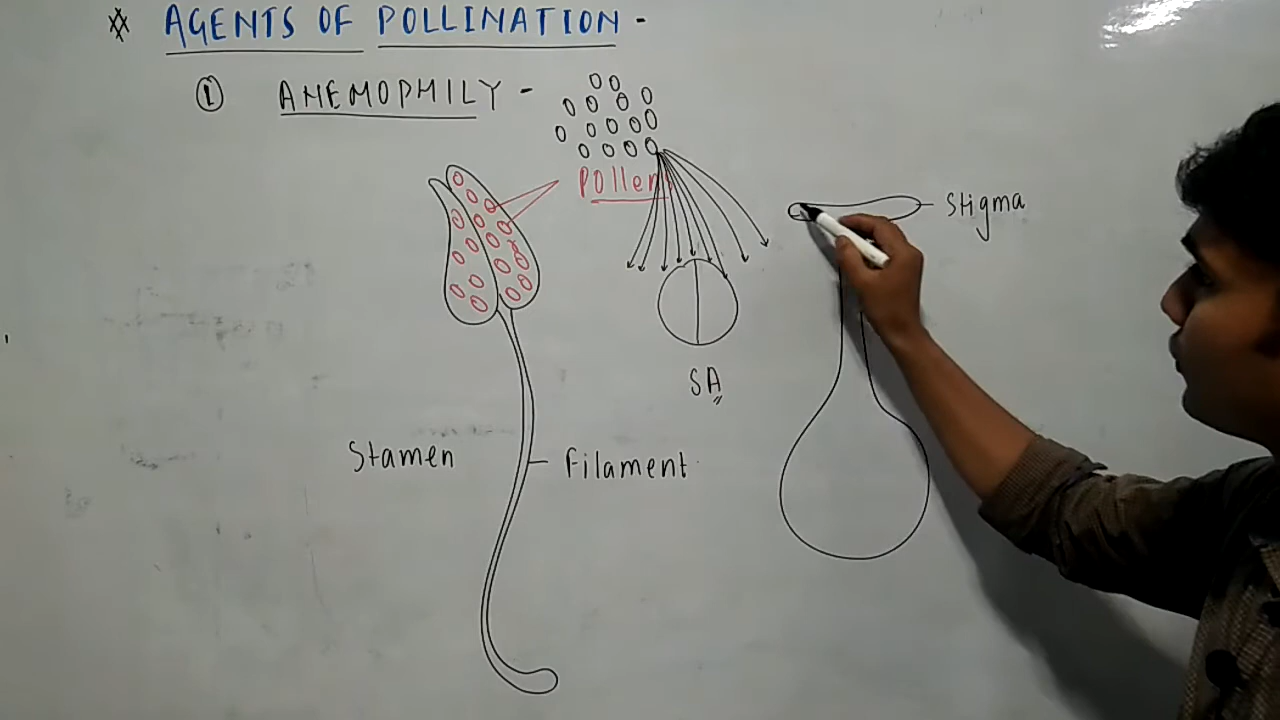 * AGENTS OF POLLINATION -
① ANEMOPHILY -
Pollen
Stigma
SA
Stamen
Filament